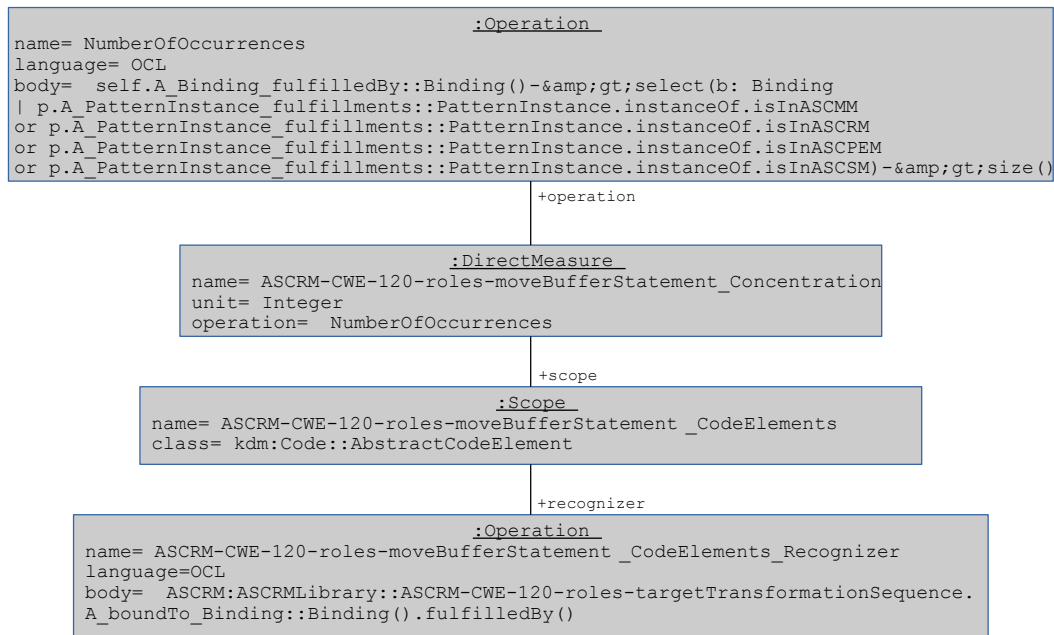 :Operation
name= NumberOfOccurrences
language= OCL
body=  self.A_Binding_fulfilledBy::Binding()-&amp;gt;select(b: Binding
| p.A_PatternInstance_fulfillments::PatternInstance.instanceOf.isInASCMM
or p.A_PatternInstance_fulfillments::PatternInstance.instanceOf.isInASCRM
or p.A_PatternInstance_fulfillments::PatternInstance.instanceOf.isInASCPEM
or p.A_PatternInstance_fulfillments::PatternInstance.instanceOf.isInASCSM)-&amp;gt;size()
+operation
:DirectMeasure
name= ASCRM-CWE-120-roles-moveBufferStatement_Concentration
unit= Integer
operation=  NumberOfOccurrences
+scope
:Scope
name= ASCRM-CWE-120-roles-moveBufferStatement _CodeElements
class= kdm:Code::AbstractCodeElement
+recognizer
:Operation
name= ASCRM-CWE-120-roles-moveBufferStatement _CodeElements_Recognizer
language=OCL
body=  ASCRM:ASCRMLibrary::ASCRM-CWE-120-roles-targetTransformationSequence.
A_boundTo_Binding::Binding().fulfilledBy()